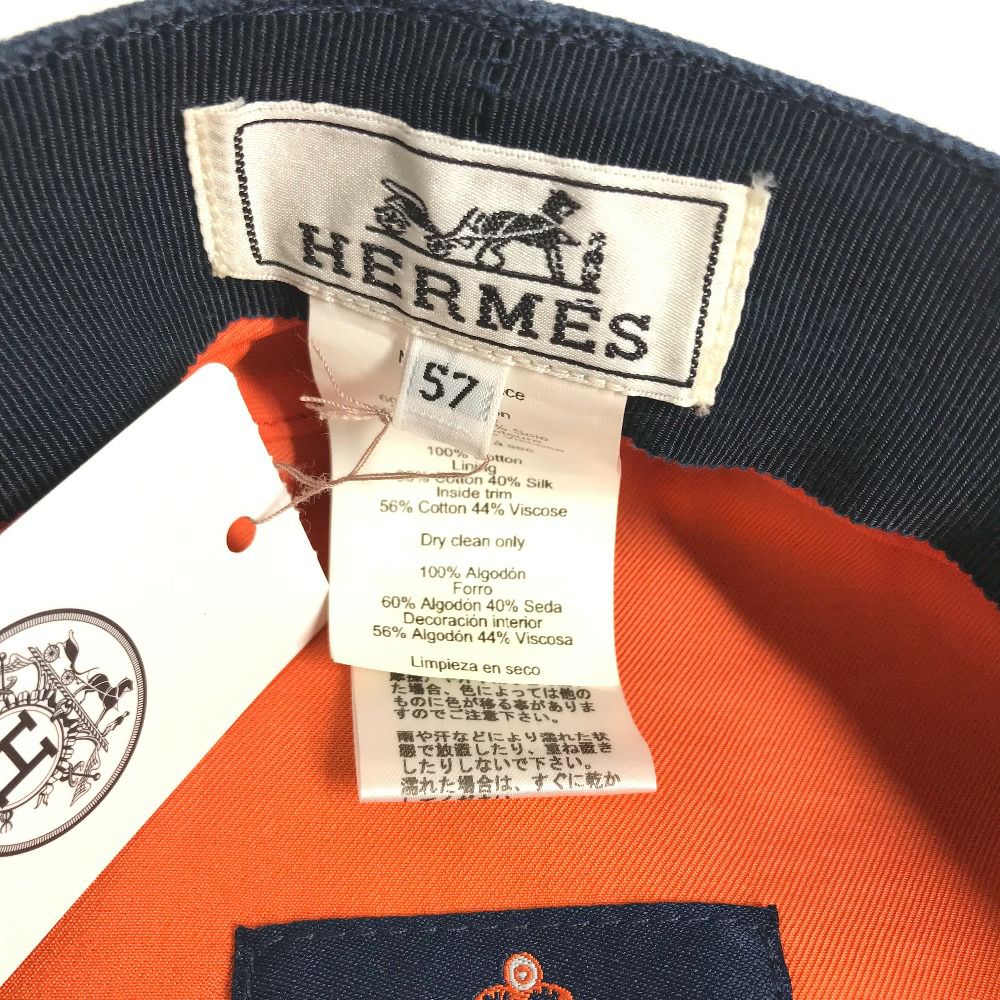 HERMES
57
ce
% Soie
à sec
100% Cotton
Lining
Cotton 40% Silk
Inside trim
56% Cotton 44% Viscose
Dry clean only
100% Algodón
Forro
60% Algodón 40% Seda
Decoración interior
56% Algodón 44% Viscosa
Limpieza en seco
た場合、色によっては他の
ものに色が移る事がありま
すのでご注意下さい。
雨や汗などにより濡れた状
態で放置したり、重ね置き
したりしないで下さい。
濡れた場合は、すぐに乾か
H